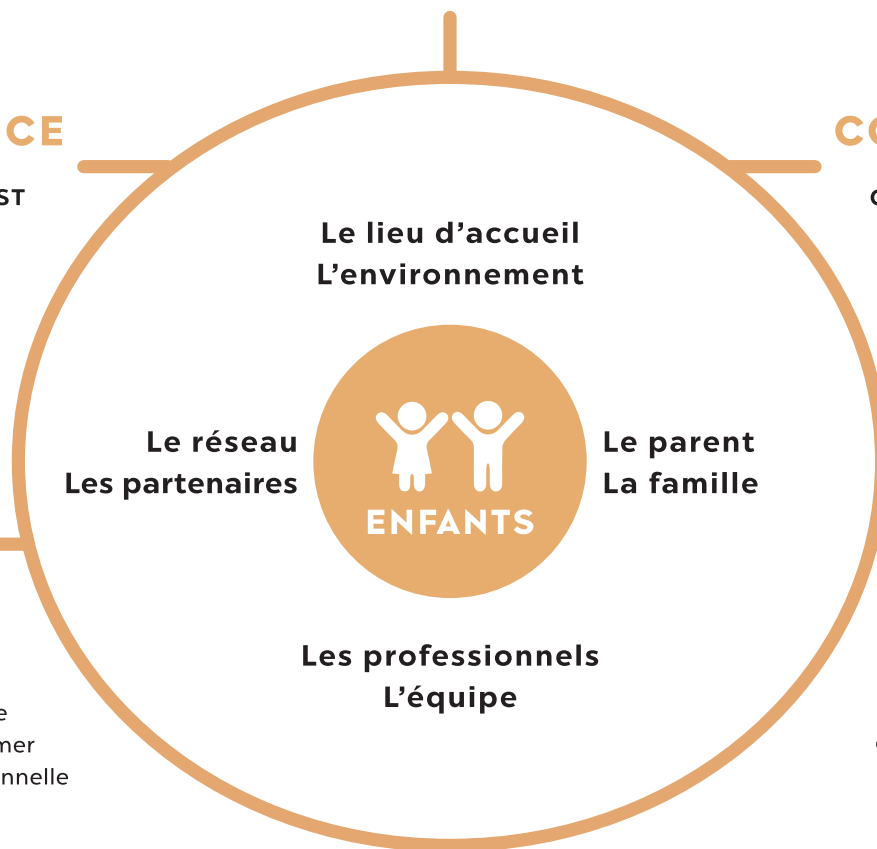 Le lieu d’accueil
L’environnement
Le réseau
Les partenaires
ENFANTS
Le parent
La famille
Les professionnels
L’équipe